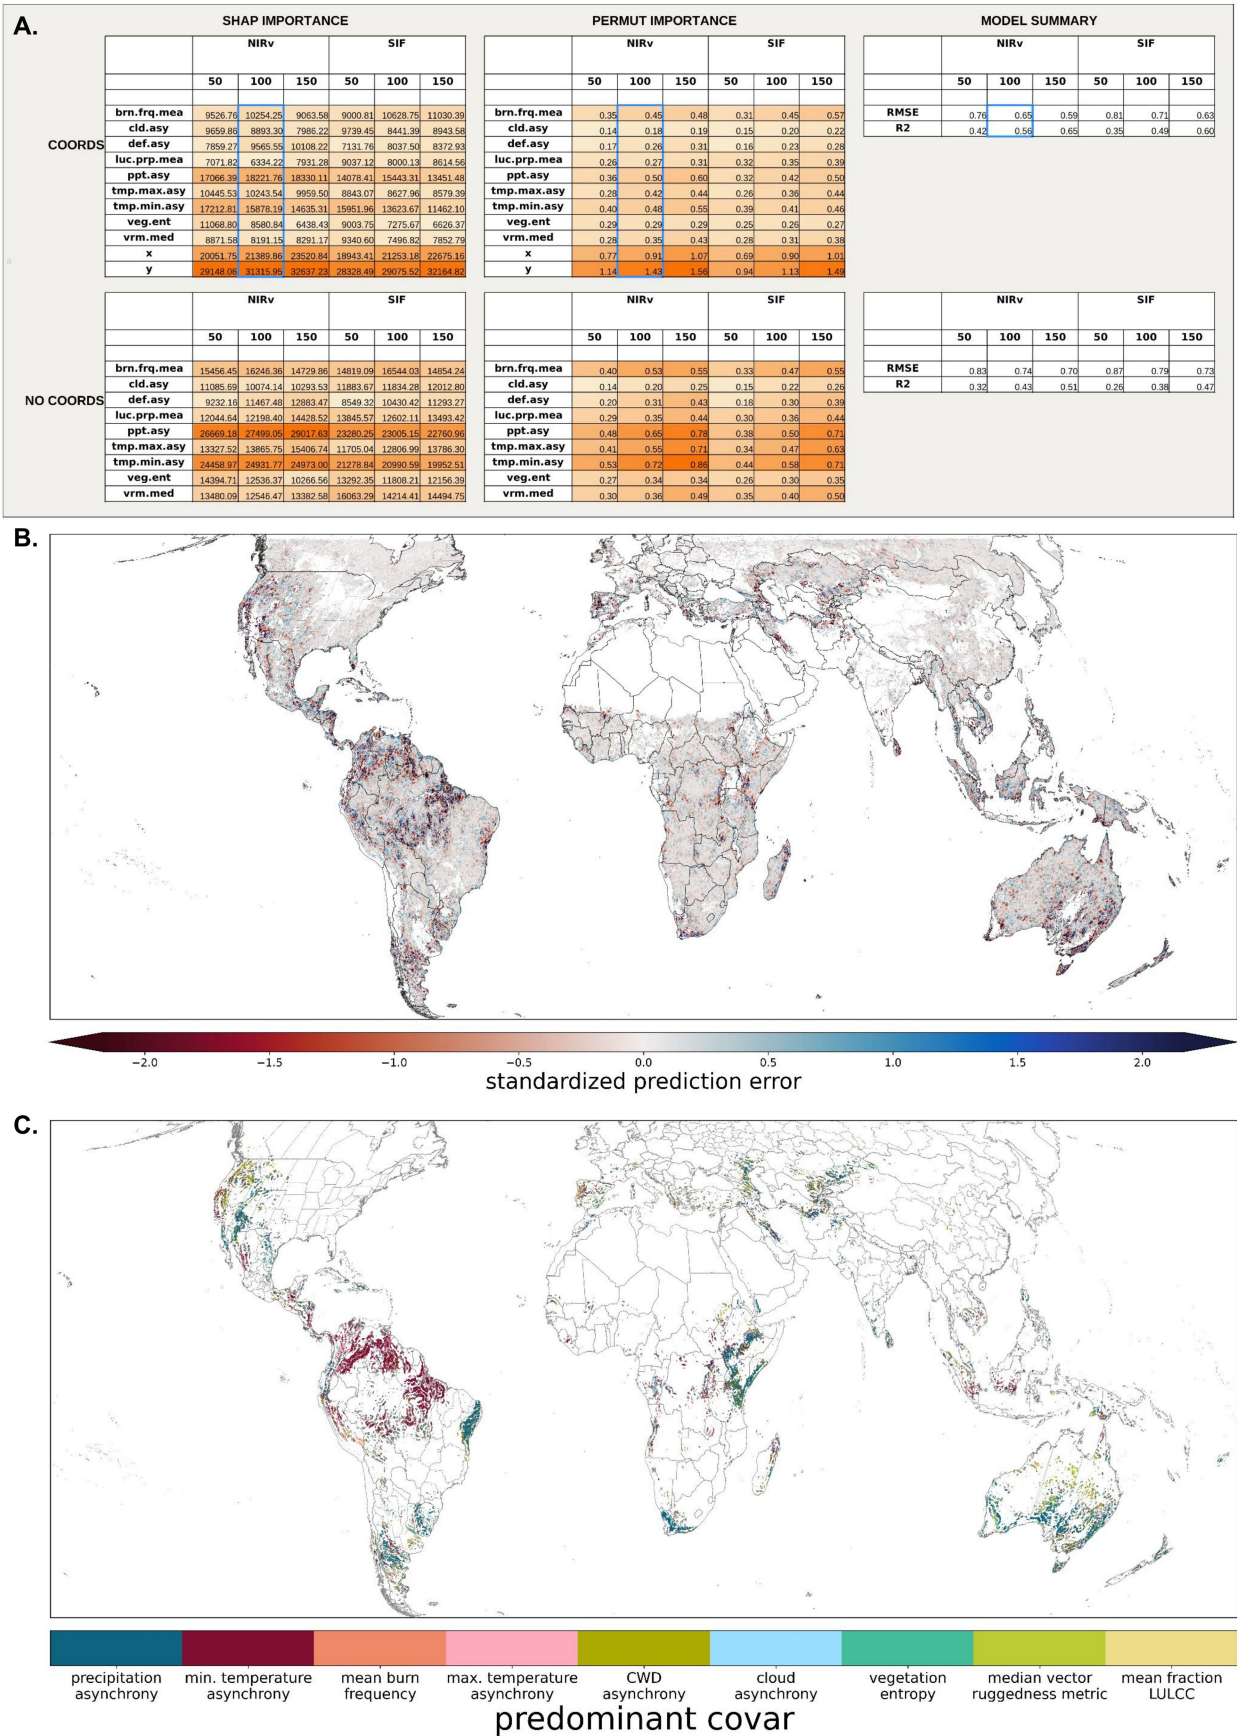 A.
SHAP IMPORTANCE PERMUT IMPORTANCE MODEL SUMMARY
COORDS
NIRv SIF
50 100 150 50 100 150
brn.frq.mea 9526.76 10254.25 9063.58 9000.81 10628.75 11030.39
cld.asy 9659.86 8893.30 7986.22 9739.45 8441.39 8943.58
def.asy 7859.27 9565.55 10108.22 7131.76 8037.50 8372.93
luc.prp.mea 7071.82 6334.22 7931.28 9037.12 8000.13 8614.56
ppt.asy 17066.39 18221.76 18330.11 14078.41 15443.31 13451.48
tmp.max.asy 10445.53 10243.54 9959.50 8843.07 8627.96 8579.39
tmp.min.asy 17212.81 15878.19 14635.31 15951.96 13623.67 11462.10
veg.ent 11068.80 8580.84 6438.43 9003.75 7275.67 6626.37
vrm.med 8871.58 8191.15 8291.17 9340.60 7496.82 7852.79
x 20051.75 21389.86 23520.84 18943.41 21253.18 22675.16
y 29148.06 31315.95 32637.23 28328.49 29075.52 32164.82
NIRv SIF
50 100 150 50 100 150
brn.frq.mea 0.35 0.45 0.48 0.31 0.45 0.57
cld.asy 0.14 0.18 0.19 0.15 0.20 0.22
def.asy 0.17 0.26 0.31 0.16 0.23 0.28
luc.prp.mea 0.26 0.27 0.31 0.32 0.35 0.39
ppt.asy 0.36 0.50 0.60 0.32 0.42 0.50
tmp.max.asy 0.28 0.42 0.44 0.26 0.36 0.44
tmp.min.asy 0.40 0.48 0.55 0.39 0.41 0.46
veg.ent 0.29 0.29 0.29 0.25 0.26 0.27
vrm.med 0.28 0.35 0.43 0.28 0.31 0.38
x 0.77 0.91 1.07 0.69 0.90 1.01
y 1.14 1.43 1.56 0.94 1.13 1.49
NIRv SIF
50 100 150 50 100 150
RMSE 0.76 0.65 0.59 0.81 0.71 0.63
R2 0.42 0.56 0.65 0.35 0.49 0.60
NO COORDS
NIRv SIF
50 100 150 50 100 150
brn.frq.mea 15456.45 16246.36 14729.86 14819.09 16544.03 14854.24
cld.asy 11085.69 10074.14 10293.53 11883.67 11834.28 12012.80
def.asy 9232.16 11467.48 12883.47 8549.32 10430.42 11293.27
luc.prp.mea 12044.64 12198.40 14428.52 13845.57 12602.11 13493.42
ppt.asy 26669.18 27499.05 29017.63 23280.25 23005.15 22760.96
tmp.max.asy 13327.52 13865.75 15406.74 11705.04 12806.99 13786.30
tmp.min.asy 24458.97 24931.77 24973.00 21278.84 20990.59 19952.51
veg.ent 14394.71 12536.37 10266.56 13292.35 11808.21 12156.39
vrm.med 13480.09 12546.47 13382.58 16063.29 14214.41 14494.75
NIRv SIF
50 100 150 50 100 150
brn.frq.mea 0.40 0.53 0.55 0.33 0.47 0.55
cld.asy 0.14 0.20 0.25 0.15 0.22 0.26
def.asy 0.20 0.31 0.43 0.18 0.30 0.39
luc.prp.mea 0.29 0.35 0.44 0.30 0.36 0.44
ppt.asy 0.48 0.65 0.78 0.38 0.50 0.71
tmp.max.asy 0.41 0.55 0.71 0.34 0.47 0.63
tmp.min.asy 0.53 0.72 0.86 0.44 0.58 0.71
veg.ent 0.27 0.34 0.34 0.26 0.30 0.35
vrm.med 0.30 0.36 0.49 0.35 0.40 0.50
NIRv SIF
50 100 150 50 100 150
RMSE 0.83 0.74 0.70 0.87 0.79 0.73
R2 0.32 0.43 0.51 0.26 0.38 0.47
B.
−2.0 −1.5 −1.0 −0.5 0.0 0.5 1.0 1.5 2.0
standardized prediction error
C.
precipitation asynchrony
min. temperature asynchrony
mean burn frequency
max. temperature asynchrony
CWD asynchrony
cloud asynchrony
vegetation entropy
median vector ruggedness metric
mean fraction LULCC
predominant covar